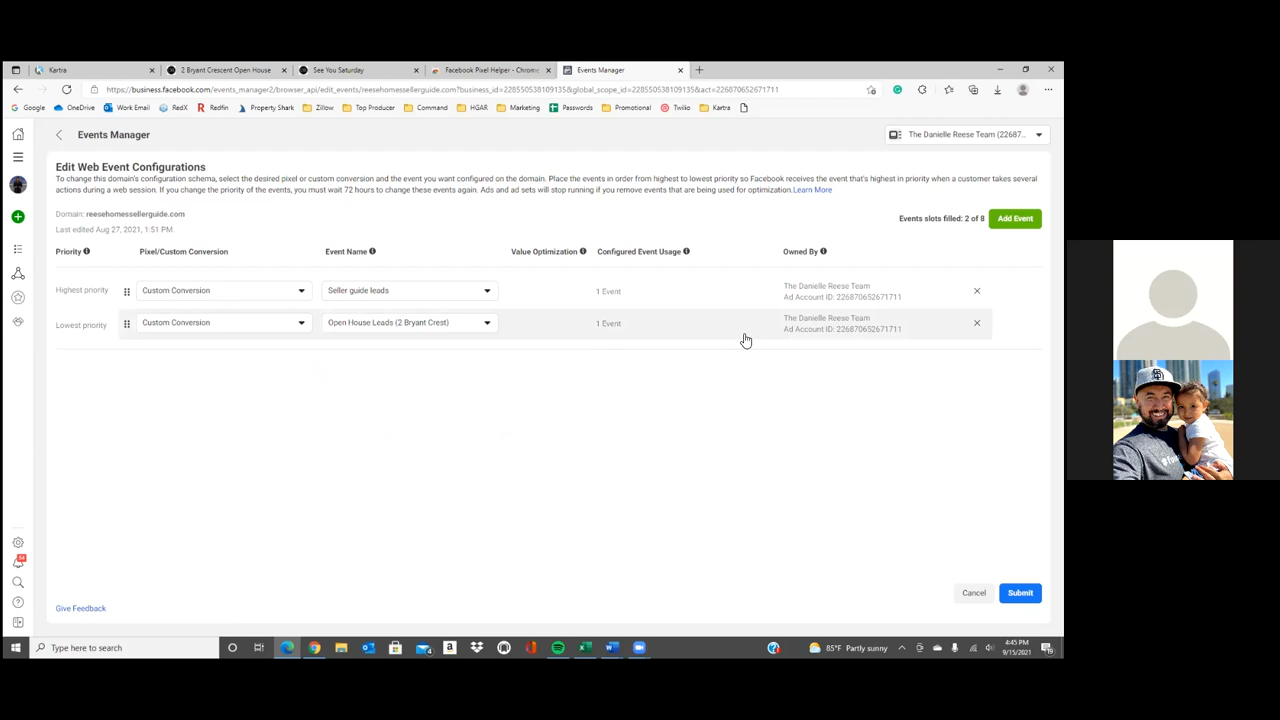 Kartra
2 Bryant Crescent Open House
See You Saturday
Facebook Pixel Helper - Chrome
Events Manager
https://business.facebook.com/events_manager2/browser_api/edit_events/reesehomessellerguide.com?business_id=228550538109135&global_scope_id=228550538109135&act=226870652671711
Google OneDrive Work Email RedX Redfin Property Shark Zillow Top Producer Command HGAR Marketing Passwords Promotional Twilio Kartra
Events Manager
The Danielle Reese Team (22687...
Edit Web Event Configurations
To change this domain's configuration schema, select the desired pixel or custom conversion and the event you want configured on the domain. Place the events in order from highest to lowest priority so Facebook receives the event that's highest in priority when a customer takes several
actions during a web session. If you change the priority of the events, you must wait 72 hours to change these events again. Ads and ad sets will stop running if you remove events that are being used for optimization. Learn More
Domain: reesehomessellerguide.com
Events slots filled: 2 of 8 Add Event
Last edited Aug 27, 2021, 1:51 PM.
Priority Pixel/Custom Conversion Event Name Value Optimization Configured Event Usage Owned By
Highest priority Custom Conversion Seller guide leads 1 Event The Danielle Reese Team
Ad Account ID: 226870652671711
Lowest priority Custom Conversion Open House Leads (2 Bryant Crest) 1 Event The Danielle Reese Team
Ad Account ID: 226870652671711
Cancel Submit
Give Feedback
Type here to search
85°F Partly sunny
4:45 PM
9/15/2021